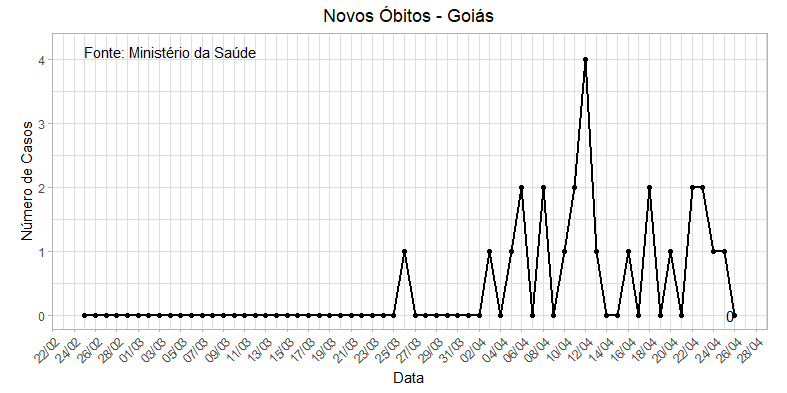 Novos Óbitos - Goiás
Fonte: Ministério da Saúde
Número de Casos
4
3
2
1
0
0
22/02 24/02 26/02 28/02 01/03 03/03 05/03 07/03 09/03 11/03 13/03 15/03 17/03 19/03 21/03 23/03 25/03 27/03 29/03 31/03 02/04 04/04 06/04 08/04 10/04 12/04 14/04 16/04 18/04 20/04 22/04 24/04 26/04 28/04
Data